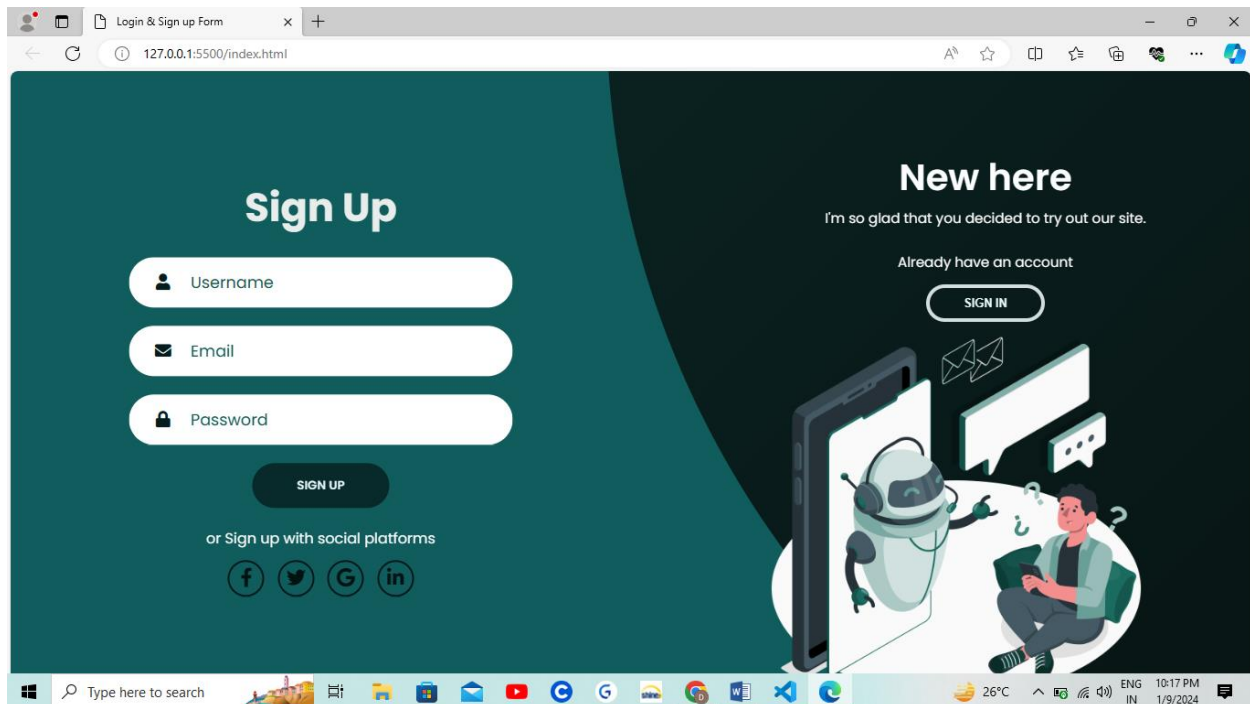 Login & Sign up Form
127.0.0.1:5500/index.html
Sign Up
Username
Email
Password
SIGN UP
or Sign up with social platforms
f
G
in
New here
I'm so glad that you decided to try out our site.
Already have an account
SIGN IN
Type here to search
C
G
shine
W
26°C
ENG
IN
10:17 PM
1/9/2024